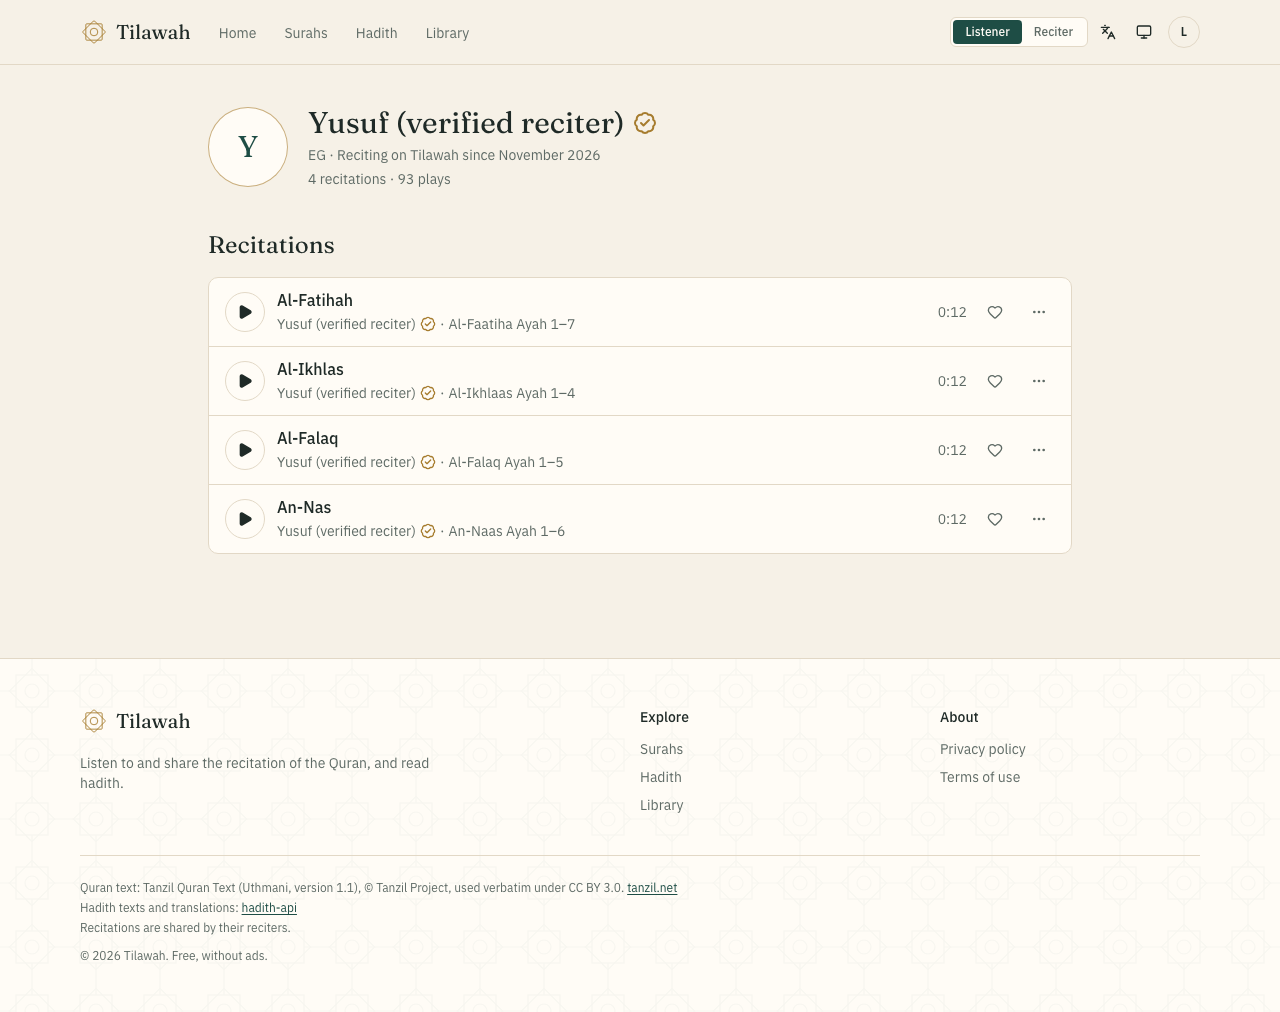 Tilawah
Home
Surahs
Hadith
Library
Listener
Reciter
L
Y
Yusuf (verified reciter)
EG · Reciting on Tilawah since November 2026
4 recitations · 93 plays
Recitations
Al-Fatihah
Yusuf (verified reciter) · Al-Faatiha Ayah 1–7
0:12
Al-Ikhlas
Yusuf (verified reciter) · Al-Ikhlaas Ayah 1–4
0:12
Al-Falaq
Yusuf (verified reciter) · Al-Falaq Ayah 1–5
0:12
An-Nas
Yusuf (verified reciter) · An-Naas Ayah 1–6
0:12
Tilawah
Listen to and share the recitation of the Quran, and read
hadith.
Explore
Surahs
Hadith
Library
About
Privacy policy
Terms of use
Quran text: Tanzil Quran Text (Uthmani, version 1.1), © Tanzil Project, used verbatim under CC BY 3.0. tanzil.net
Hadith texts and translations: hadith-api
Recitations are shared by their reciters.
© 2026 Tilawah. Free, without ads.